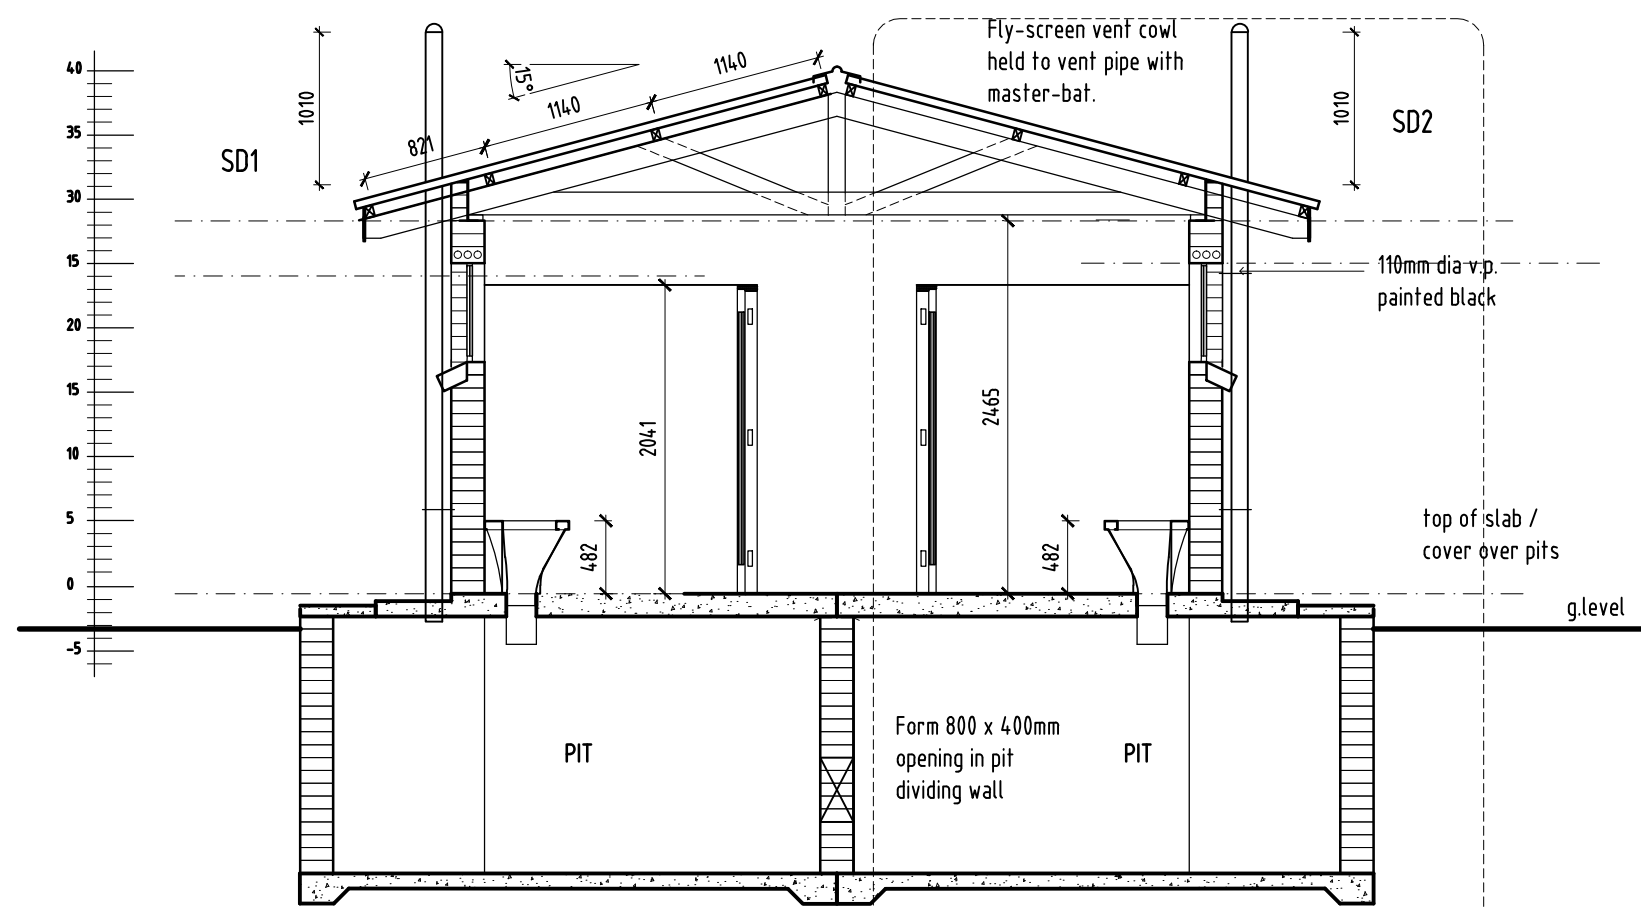 Fly-screen vent cowl
held to vent pipe with
master-bat.
40
35
30
15
20
15
10
5
0
-5
1010
SD1
15°
821
1140
1140
1010
SD2
110mm dia v.p.
painted black
2041
2465
482
482
top of slab /
cover over pits
g.level
PIT
Form 800 x 400mm
opening in pit
dividing wall
PIT